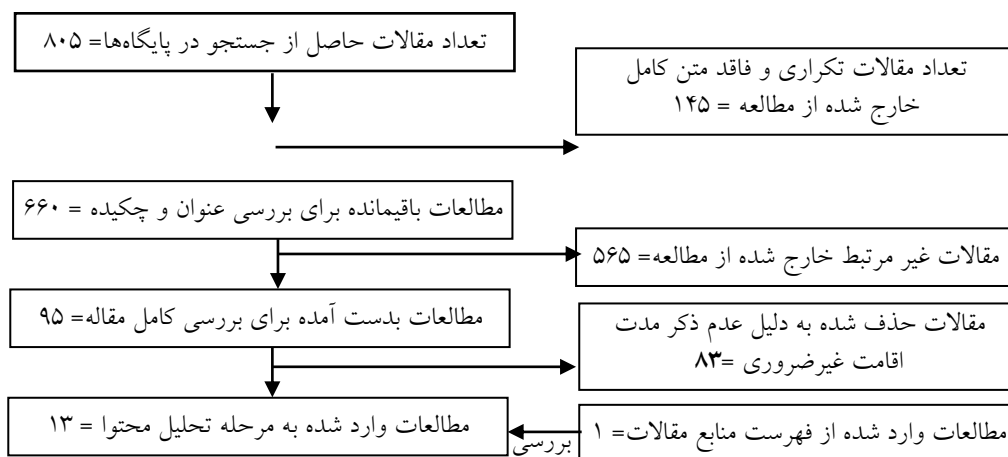 تعداد مقالات حاصل از جستجو در پایگاه‌ها= ۸۰۵
تعداد مقالات تکراری و فاقد متن کامل
خارج شده از مطالعه = ۱۴۵
مطالعات باقیمانده برای بررسی عنوان و چکیده = ۶۶۰
مقالات غیر مرتبط خارج شده از مطالعه= ۵۶۵
مطالعات بدست آمده برای بررسی کامل مقاله= ۹۵
مقالات حذف شده به دلیل عدم ذکر مدت
اقامت غیرضروری =۸۳
مطالعات وارد شده از فهرست منابع مقالات= ۱
بررسی
مطالعات وارد شده به مرحله تحلیل محتوا = ۱۳